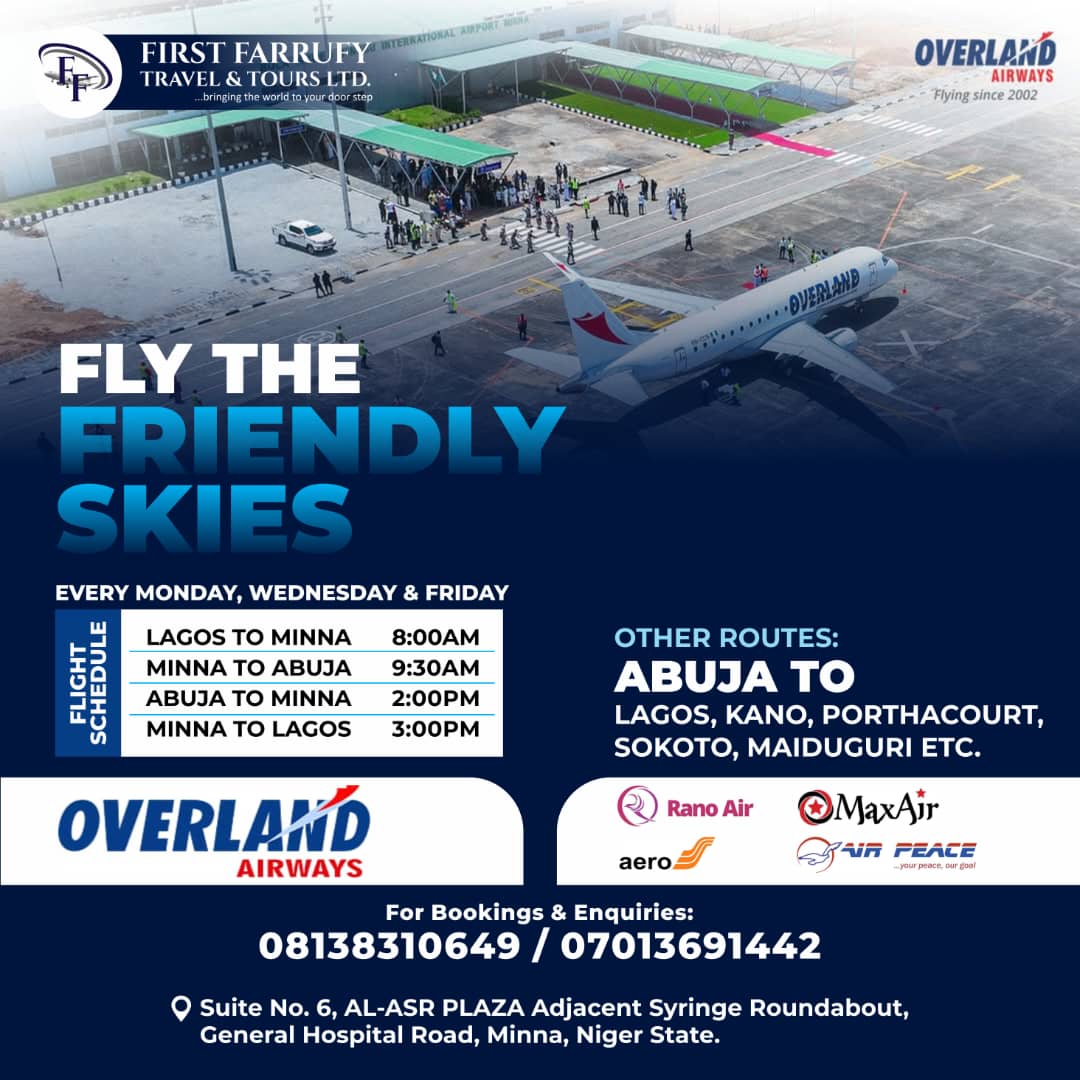 FF
FIRST FARRUFY
TRAVEL & TOURS LTD.
...bringing the world to your door step
INTERNATIONAL AIRPORT MINNA
OVERLAND
AIRWAYS
Flying since 2002
OVERLAND
FLY THE
FRIENDLY
SKIES
EVERY MONDAY, WEDNESDAY & FRIDAY
FLIGHT
SCHEDULE
LAGOS TO MINNA 8:00AM
MINNA TO ABUJA 9:30AM
ABUJA TO MINNA 2:00PM
MINNA TO LAGOS 3:00PM
OTHER ROUTES:
ABUJA TO
LAGOS, KANO, PORTHACOURT,
SOKOTO, MAIDUGURI ETC.
OVERLAND
AIRWAYS
Rano Air
MaxAir
aero
AIR PEACE
...your peace, our goal
For Bookings & Enquiries:
08138310649 / 07013691442
Suite No. 6, AL-ASR PLAZA Adjacent Syringe Roundabout,
General Hospital Road, Minna, Niger State.